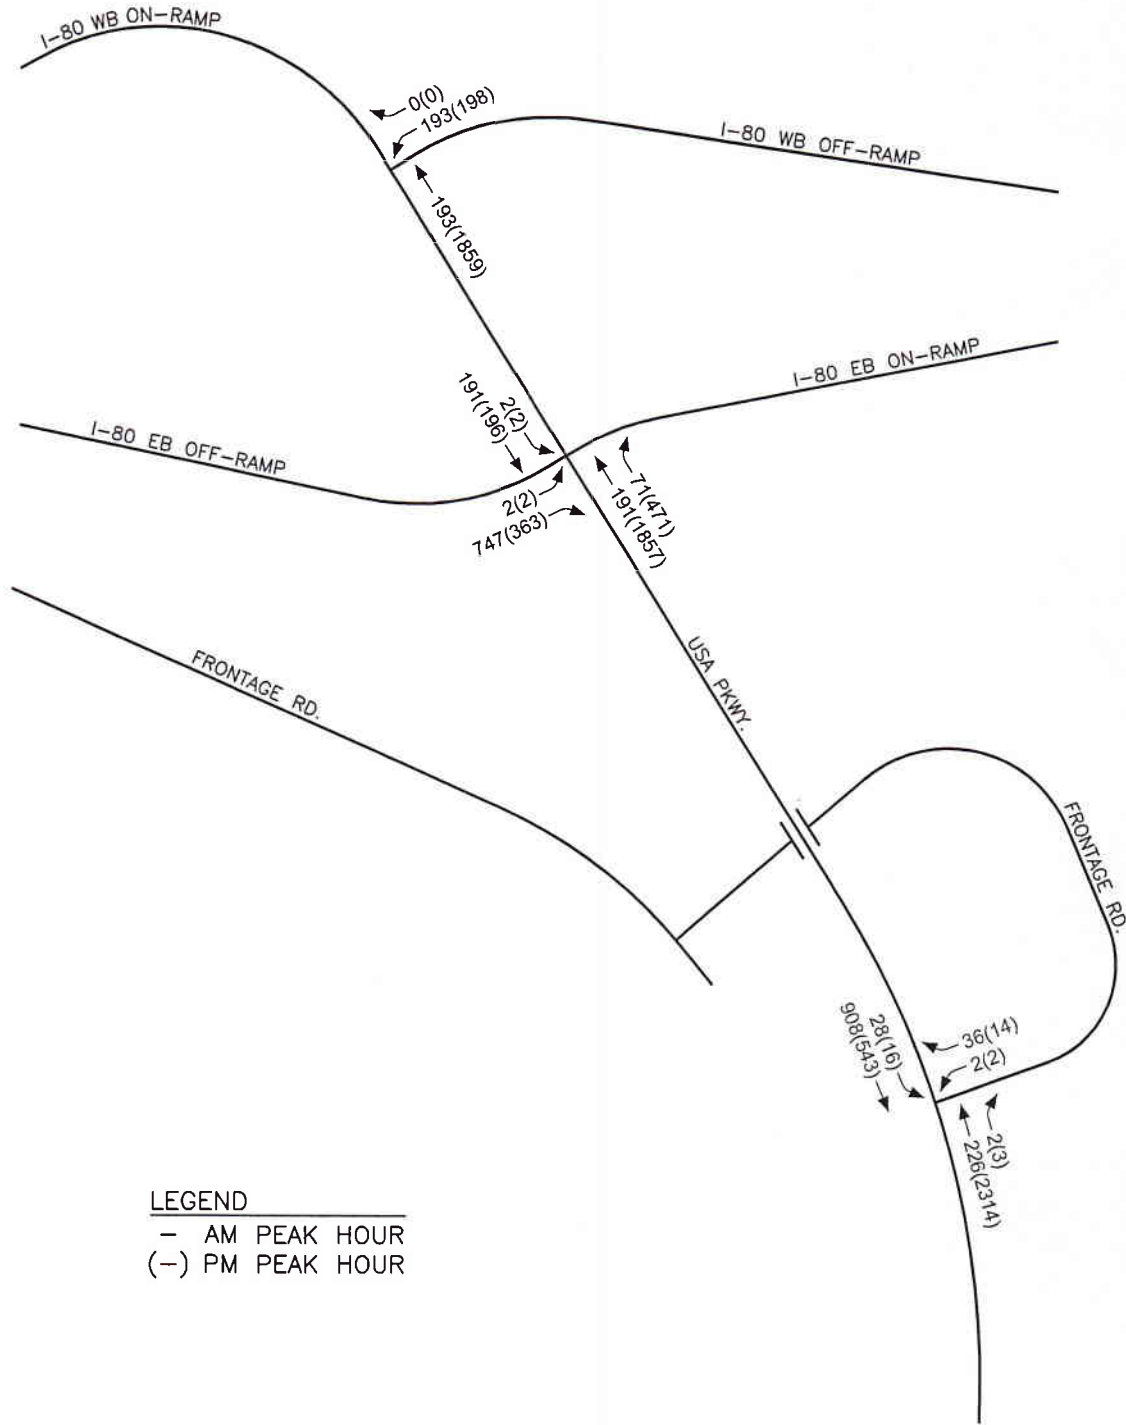 I-80 WB ON-RAMP
0(0)
193(198)
I-80 WB OFF-RAMP
193(1859)
I-80 EB ON-RAMP
2(2)
191(196)
I-80 EB OFF-RAMP
2(2)
747(363)
71(471)
191(1857)
FRONTAGE RD.
USA PKWY.
FRONTAGE RD.
28(16)
908(543)
36(14)
2(2)
2(3)
226(2314)
LEGEND
- AM PEAK HOUR
(-) PM PEAK HOUR